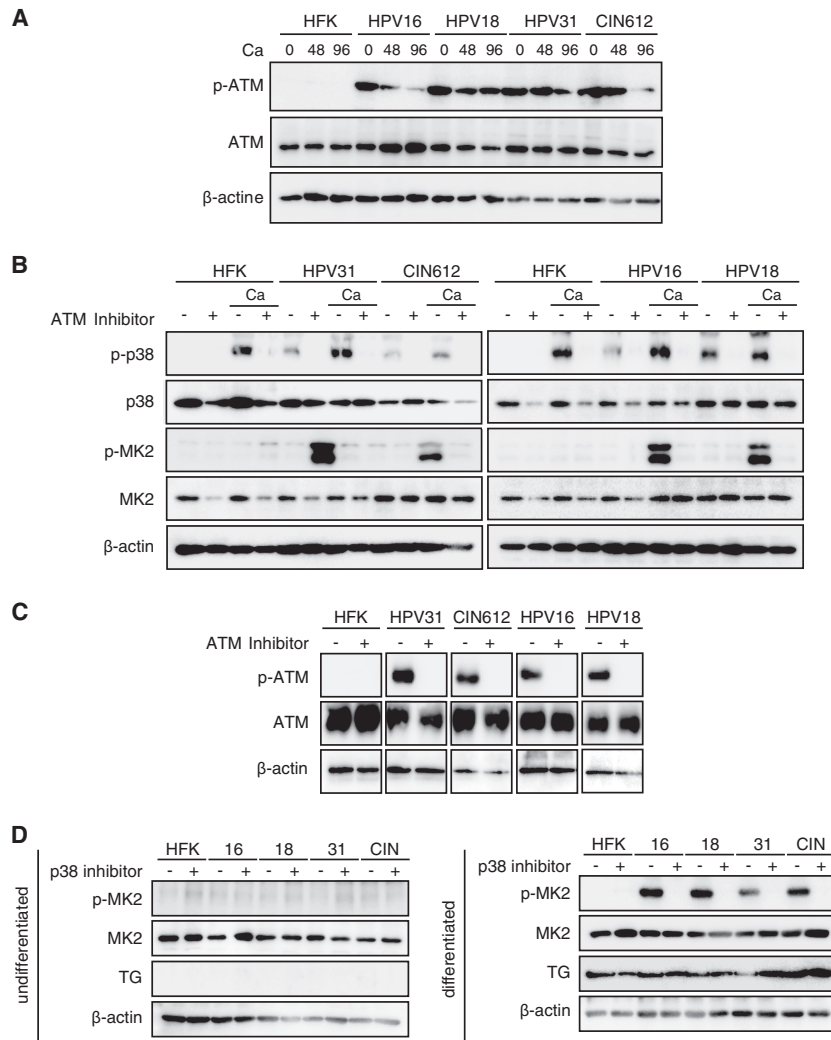 A
HFK HPV16 HPV18 HPV31 CIN612
Ca 0 48 96 0 48 96 0 48 96 0 48 96 0 48 96
p-ATM
ATM
β-actine
B
HFK HPV31 CIN612 HFK HPV16 HPV18
Ca Ca Ca Ca Ca Ca
ATM Inhibitor - + - + - + - + - + - + - + - + - + - + - + - +
p-p38
p38
p-MK2
MK2
β-actin
C
HFK HPV31 CIN612 HPV16 HPV18
ATM Inhibitor - + - + - + - + - +
p-ATM
ATM
β-actin
D
undifferentiated
HFK 16 18 31 CIN
p38 inhibitor - + - + - + - + - +
p-MK2
MK2
TG
β-actin
differentiated
HFK 16 18 31 CIN
p38 inhibitor - + - + - + - + - +
p-MK2
MK2
TG
β-actin